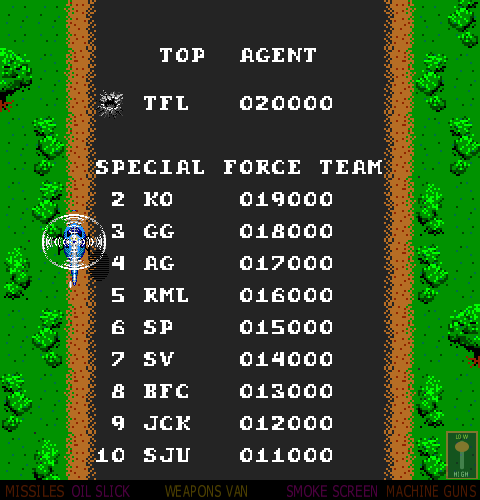 TOP AGENT
TFL 020000
SPECIAL FORCE TEAM
2 KO 019000
3 GG 018000
4 AG 017000
5 RML 016000
6 SP 015000
7 SV 014000
8 BFC 013000
9 JCK 012000
10 SJU 011000
LOW
HIGH
MISSILES OIL SLICK WEAPONS VAN SMOKE SCREEN MACHINE GUNS